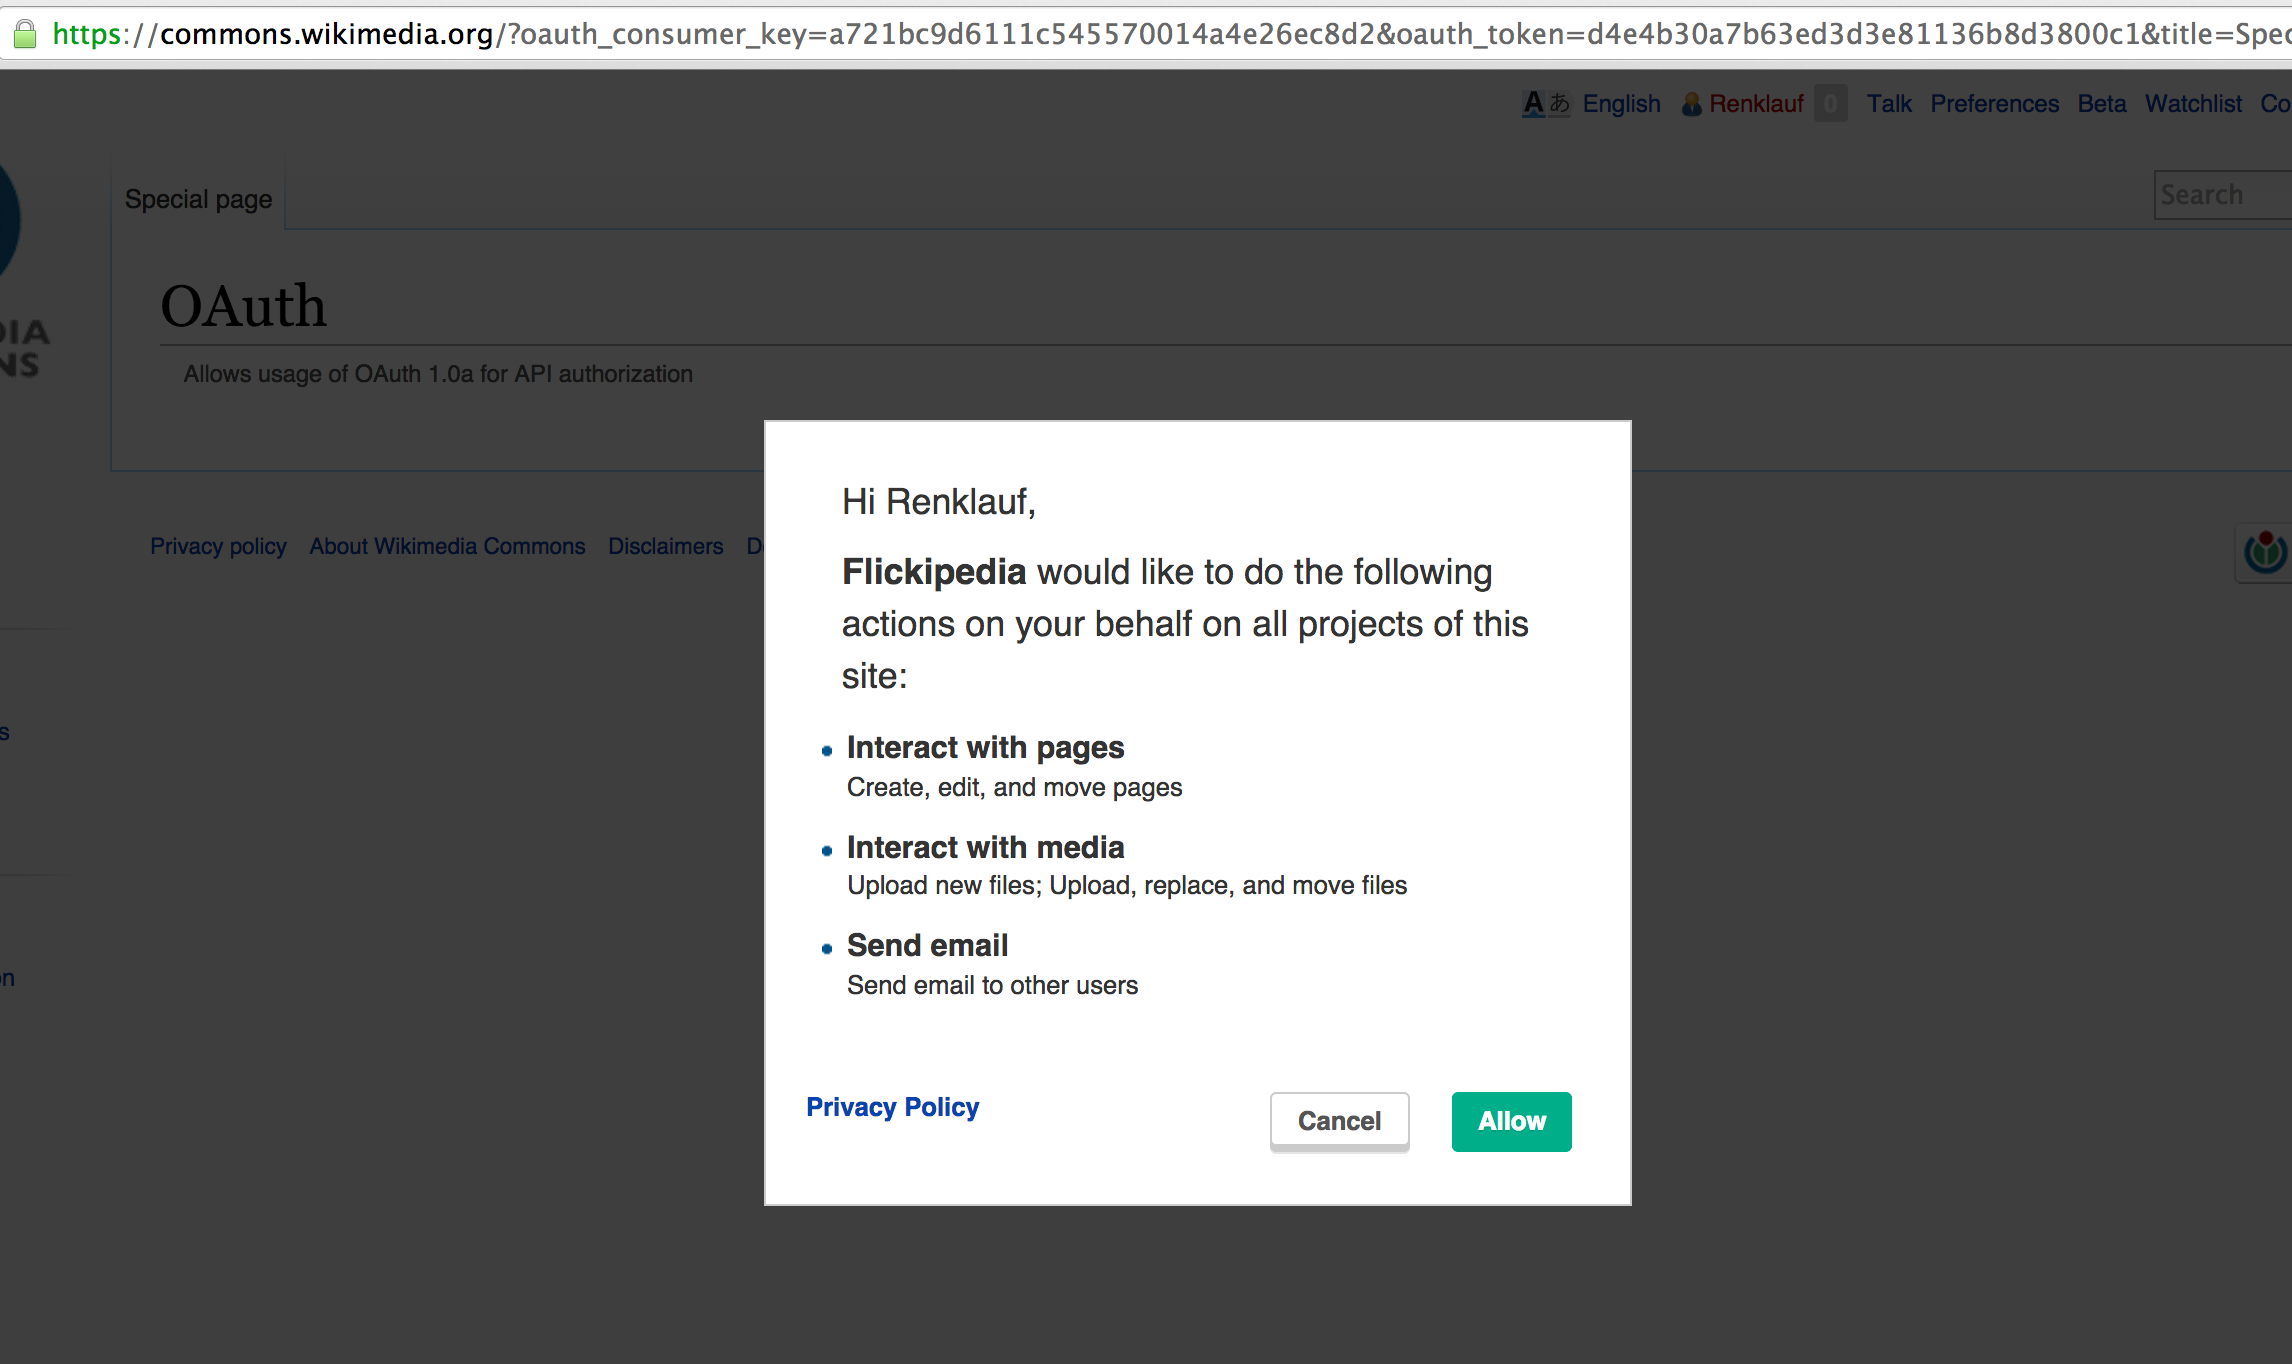 https://commons.wikimedia.org/?oauth_consumer_key=a721bc9d6111c545570014a4e26ec8d2&oauth_token=d4e4b30a7b63ed3d3e81136b8d3800c1&title=Spec
Aあ English Renklauf 0 Talk Preferences Beta Watchlist Co
Special page
Search
OAuth
DIA
NS
Allows usage of OAuth 1.0a for API authorization
Hi Renklauf,
Privacy policy About Wikimedia Commons Disclaimers D
Flickipedia would like to do the following
actions on your behalf on all projects of this
site:
s
Interact with pages
Create, edit, and move pages
Interact with media
Upload new files; Upload, replace, and move files
Send email
on
Send email to other users
Privacy Policy
Cancel
Allow